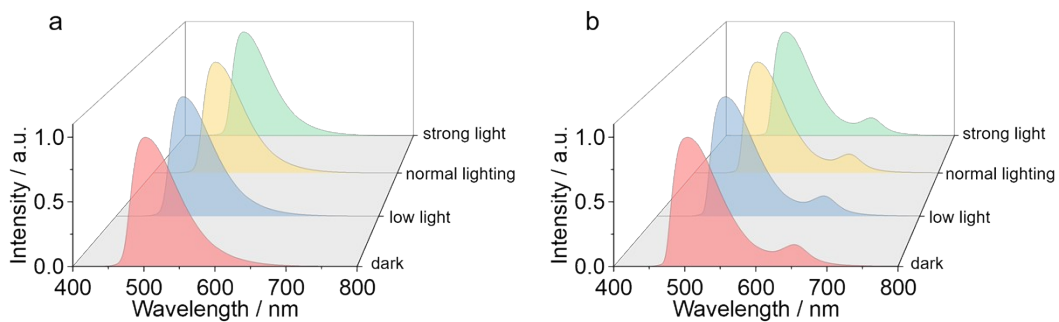 a
strong light
normal lighting
low light
dark
1.0
0.5
0.0
Intensity / a.u.
400 500 600 700 800
Wavelength / nm
b
strong light
normal lighting
low light
dark
1.0
0.5
0.0
Intensity / a.u.
400 500 600 700 800
Wavelength / nm